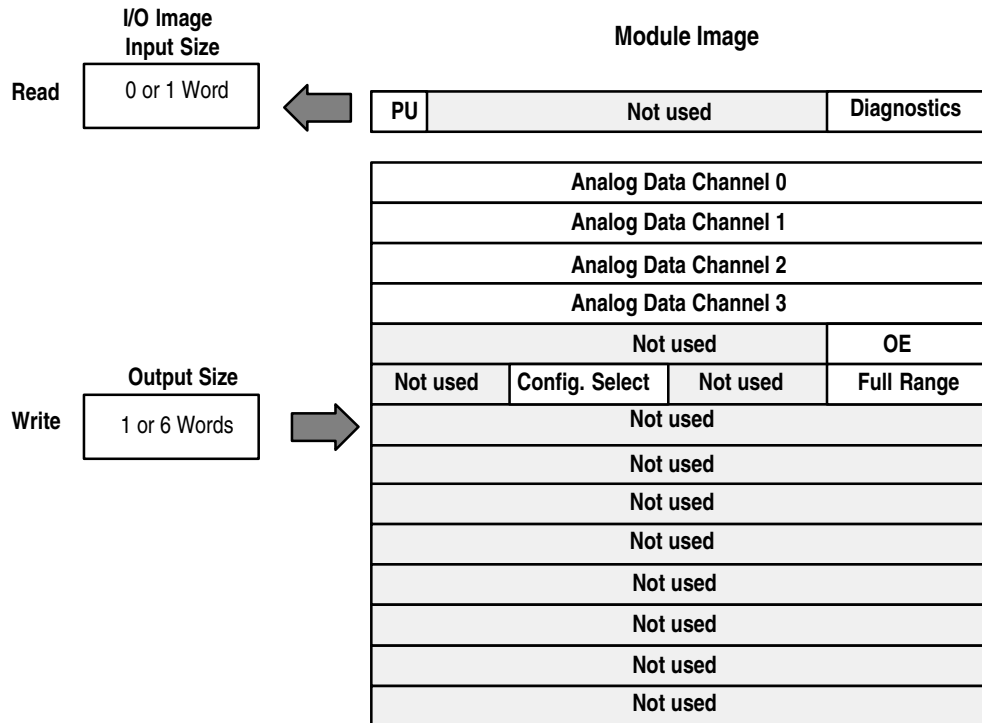 I/O Image
Input Size
Module Image
Read
0 or 1 Word
PU
Not used
Diagnostics
Analog Data Channel 0
Analog Data Channel 1
Analog Data Channel 2
Analog Data Channel 3
Not used
OE
Output Size
Not used
Config. Select
Not used
Full Range
Write
1 or 6 Words
Not used
Not used
Not used
Not used
Not used
Not used
Not used
Not used